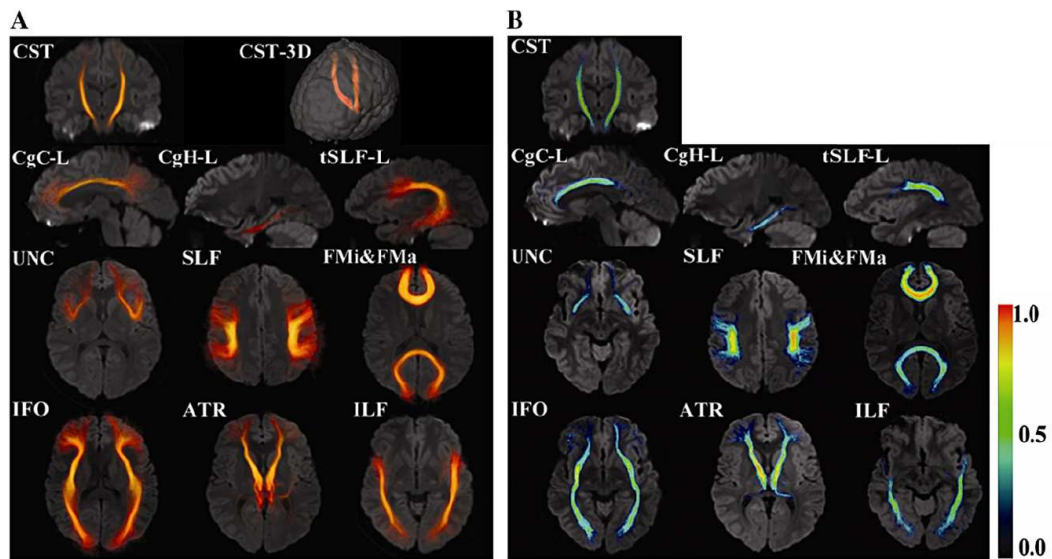 A
B
CST
CST-3D
CST
CgC-L
CgH-L
tSLF-L
CgC-L
CgH-L
tSLF-L
UNC
SLF
FMi&FMa
UNC
SLF
FMi&FMa
1.0
IFO
ATR
ILF
IFO
ATR
ILF
0.5
0.0